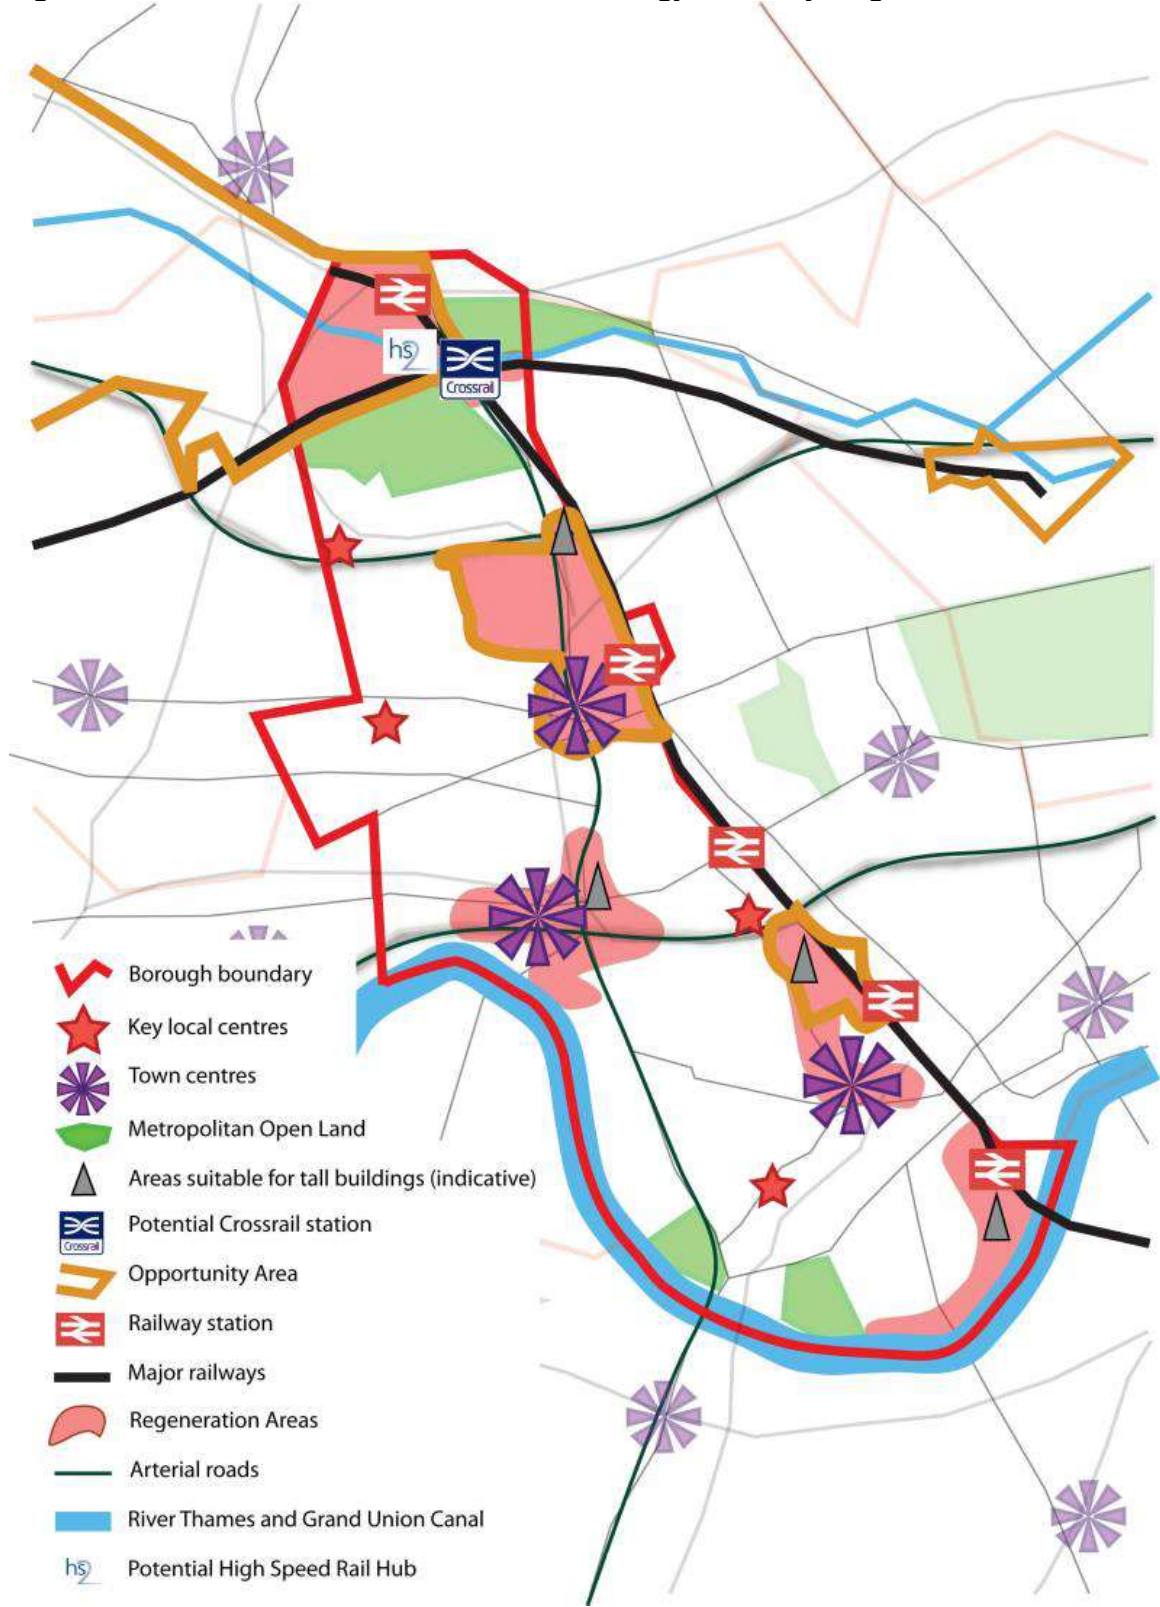 hs2
Crossrail
Borough boundary
Key local centres
Town centres
Metropolitan Open Land
Areas suitable for tall buildings (indicative)
Crossrail
Potential Crossrail station
Opportunity Area
Railway station
Major railways
Regeneration Areas
Arterial roads
River Thames and Grand Union Canal
hs2
Potential High Speed Rail Hub